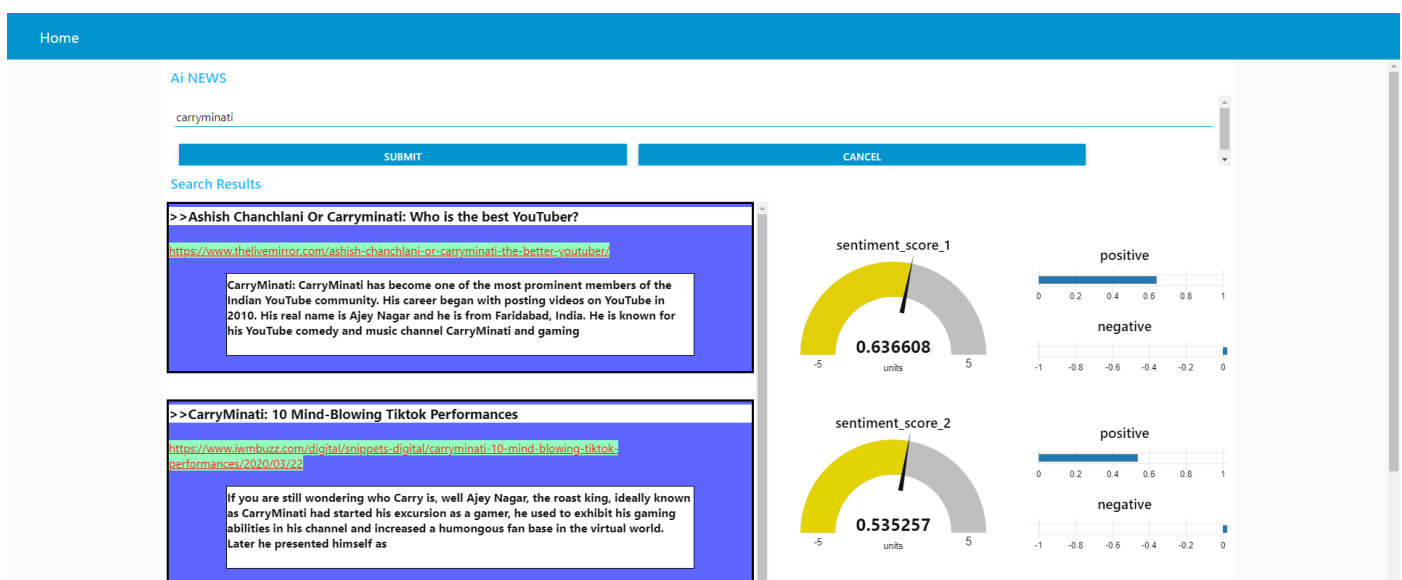 Home
Ai NEWS
carryminati
SUBMIT
CANCEL
Search Results
>>Ashish Chanchlani Or Carryminati: Who is the best YouTuber?
https://www.thelivemirror.com/ashish-chanchlani-or-carryminati-the-better-youtuber/
CarryMinati: CarryMinati has become one of the most prominent members of the
Indian YouTube community. His career began with posting videos on YouTube in
2010. His real name is Ajey Nagar and he is from Faridabad, India. He is known for
his YouTube comedy and music channel CarryMinati and gaming
sentiment_score_1
0.636608
-5
units
5
positive
0 0.2 0.4 0.6 0.8 1
negative
-1 -0.8 -0.6 -0.4 -0.2 0
>>CarryMinati: 10 Mind-Blowing Tiktok Performances
https://www.iwmbuzz.com/digital/snippets-digital/carryminati-10-mind-blowing-tiktok-
performances/2020/03/22
If you are still wondering who Carry is, well Ajey Nagar, the roast king, ideally known
as CarryMinati had started his excursion as a gamer, he used to exhibit his gaming
abilities in his channel and increased a humongous fan base in the virtual world.
Later he presented himself as
sentiment_score_2
0.535257
-5
units
5
positive
0 0.2 0.4 0.6 0.8 1
negative
-1 -0.8 -0.6 -0.4 -0.2 0